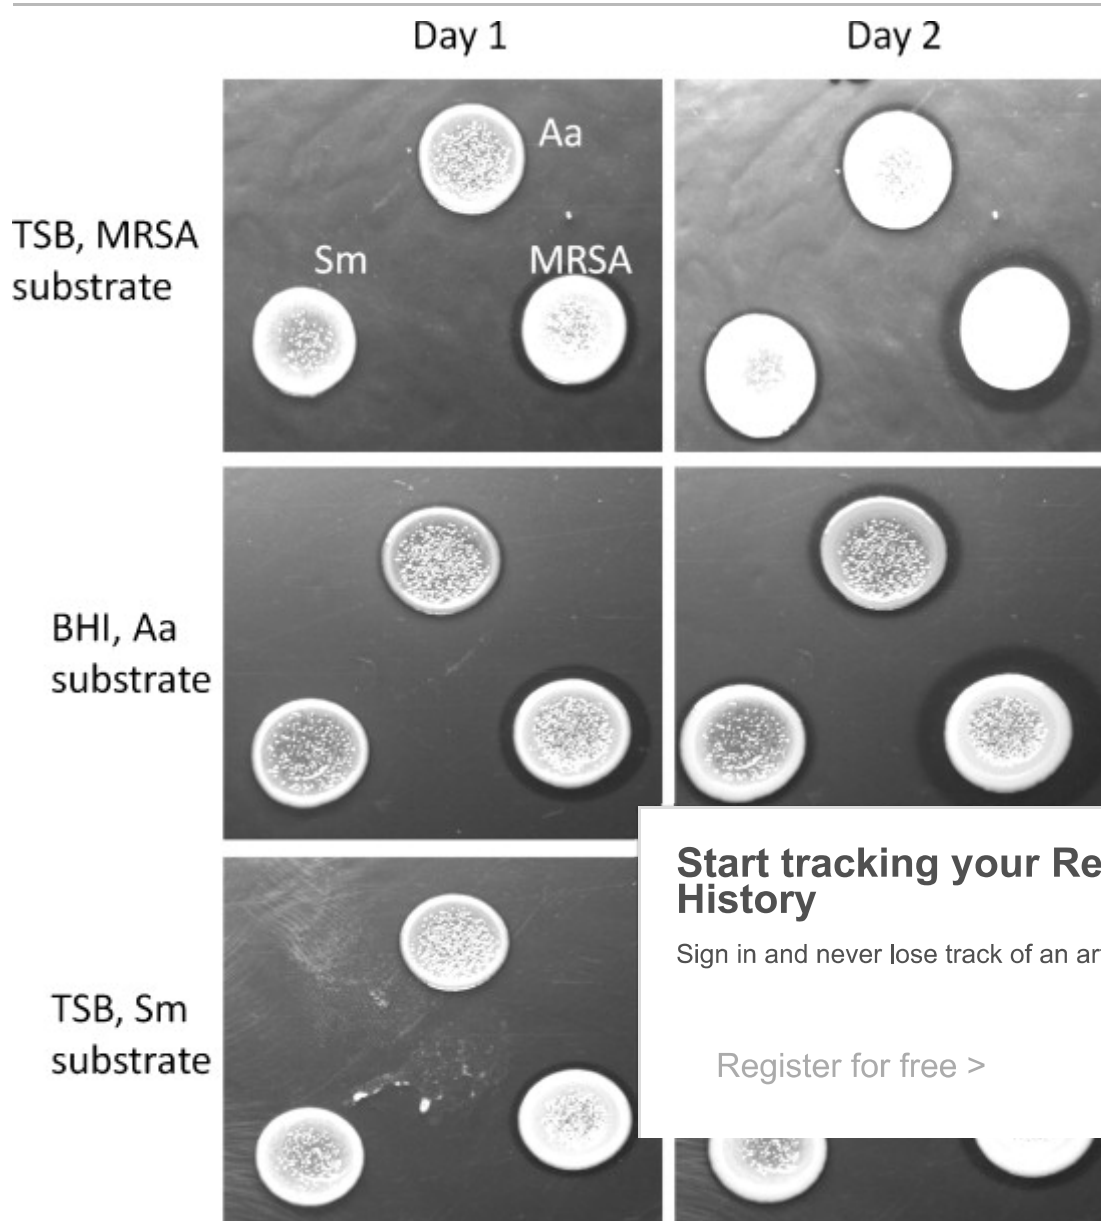 Day 1
Day 2
TSB, MRSA
substrate
Aa
Sm
MRSA
BHI, Aa
substrate
TSB, Sm
substrate
Start tracking your Re
History
Sign in and never lose track of an ar
Register for free >